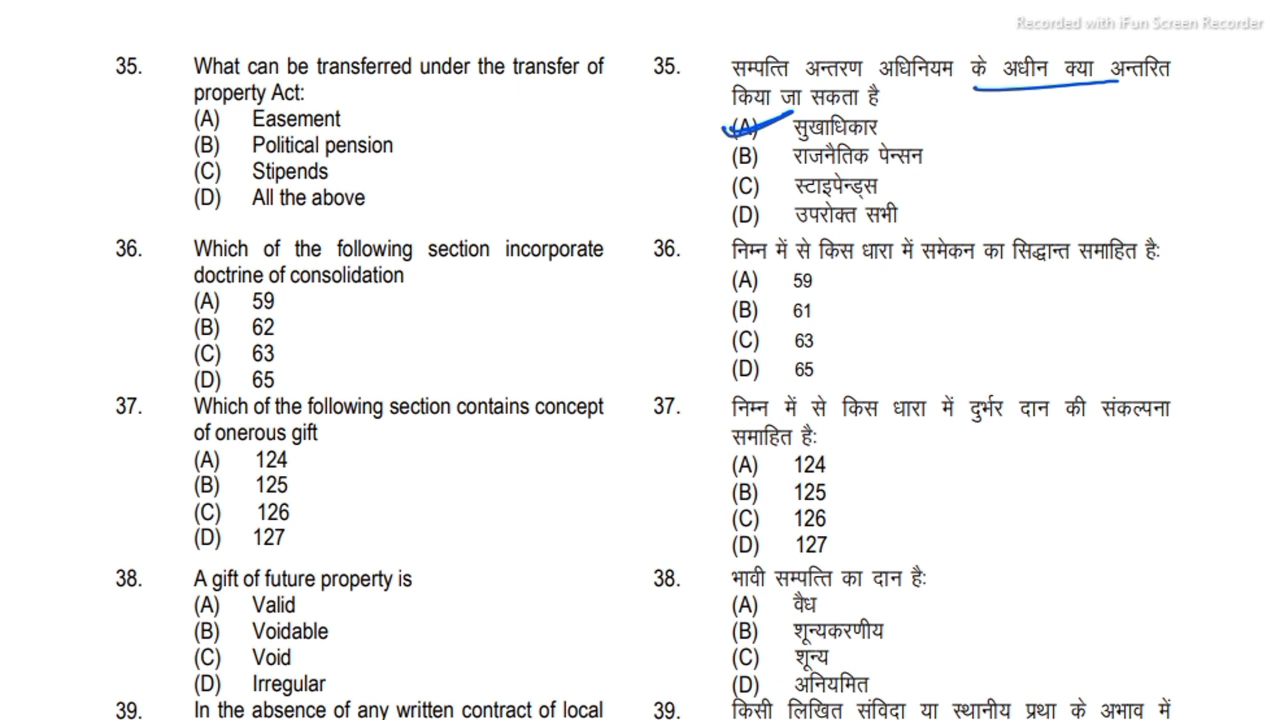 Recorded with iFun Screen Recorder
35. What can be transferred under the transfer of
property Act:
(A) Easement
(B) Political pension
(C) Stipends
(D) All the above
36. Which of the following section incorporate
doctrine of consolidation
(A) 59
(B) 62
(C) 63
(D) 65
37. Which of the following section contains concept
of onerous gift
(A) 124
(B) 125
(C) 126
(D) 127
38. A gift of future property is
(A) Valid
(B) Voidable
(C) Void
(D) Irregular
39. In the absence of any written contract of local
35. सम्पत्ति अन्तरण अधिनियम के अधीन क्या अन्तरित
किया जा सकता है
(A) सुखाधिकार
(B) राजनैतिक पेन्सन
(C) स्टाइपेन्ड्स
(D) उपरोक्त सभी
36. निम्न में से किस धारा में समेकन का सिद्धान्त समाहित है:
(A) 59
(B) 61
(C) 63
(D) 65
37. निम्न में से किस धारा में दुर्भर दान की संकल्पना
समाहित है:
(A) 124
(B) 125
(C) 126
(D) 127
38. भावी सम्पत्ति का दान है:
(A) वैध
(B) शून्यकरणीय
(C) शून्य
(D) अनियमित
39. किसी लिखित संविदा या स्थानीय प्रथा के अभाव में